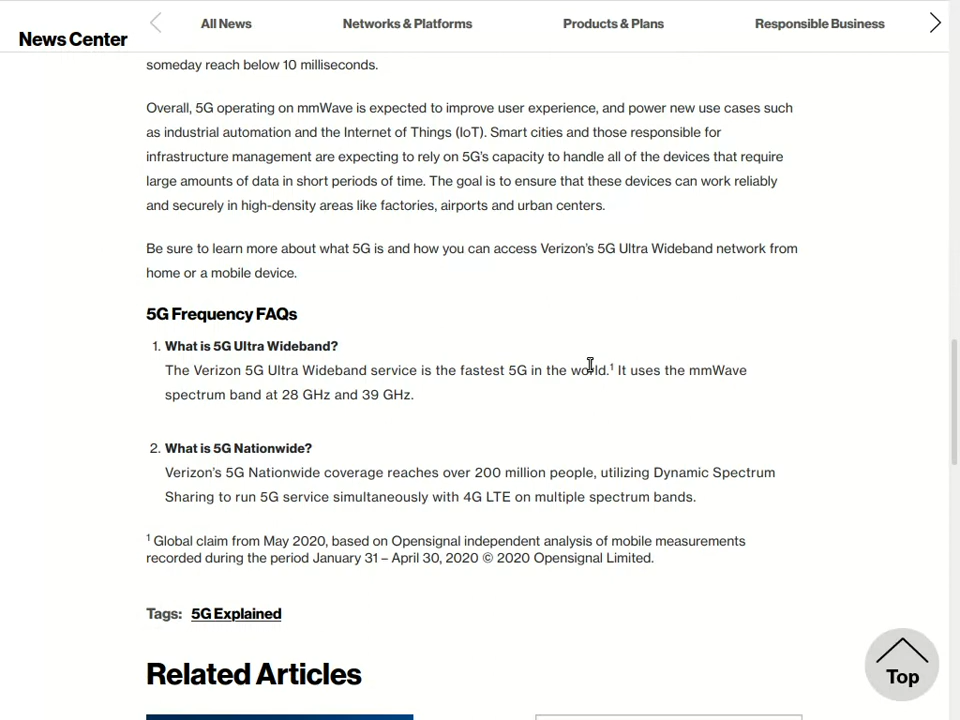 News Center
All News
Networks & Platforms
Products & Plans
Responsible Business
someday reach below 10 milliseconds.
Overall, 5G operating on mmWave is expected to improve user experience, and power new use cases such
as industrial automation and the Internet of Things (IoT). Smart cities and those responsible for
infrastructure management are expecting to rely on 5G's capacity to handle all of the devices that require
large amounts of data in short periods of time. The goal is to ensure that these devices can work reliably
and securely in high-density areas like factories, airports and urban centers.
Be sure to learn more about what 5G is and how you can access Verizon's 5G Ultra Wideband network from
home or a mobile device.
5G Frequency FAQs
1. What is 5G Ultra Wideband?
The Verizon 5G Ultra Wideband service is the fastest 5G in the world.¹ It uses the mmWave
spectrum band at 28 GHz and 39 GHz.
2. What is 5G Nationwide?
Verizon's 5G Nationwide coverage reaches over 200 million people, utilizing Dynamic Spectrum
Sharing to run 5G service simultaneously with 4G LTE on multiple spectrum bands.
¹ Global claim from May 2020, based on Opensignal independent analysis of mobile measurements
recorded during the period January 31 – April 30, 2020 © 2020 Opensignal Limited.
Tags: 5G Explained
Top
Related Articles